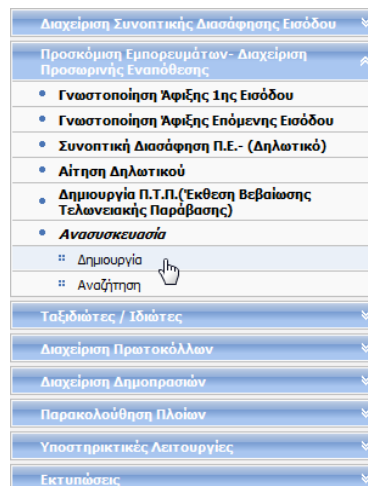 Διαχείριση Συνοπτικής Διασάφησης Εισόδου
Προσκόμιση Εμπορευμάτων- Διαχείριση
Προσωρινής Εναπόθεσης
Γνωστοποίηση Άφιξης 1ης Εισόδου
Γνωστοποίηση Άφιξης Επόμενης Εισόδου
Συνοπτική Διασάφηση Π.Ε.- (Δηλωτικό)
Αίτηση Δηλωτικού
Δημιουργία Π.Τ.Π.(Έκθεση Βεβαίωσης
Τελωνειακής Παράβασης)
Ανασυσκευασία
Δημιουργία
Αναζήτηση
Ταξιδιώτες / Ιδιώτες
Διαχείριση Πρωτοκόλλων
Διαχείριση Δημοπρασιών
Παρακολούθηση Πλοίων
Υποστηρικτικές Λειτουργίες
Εκτυπώσεις